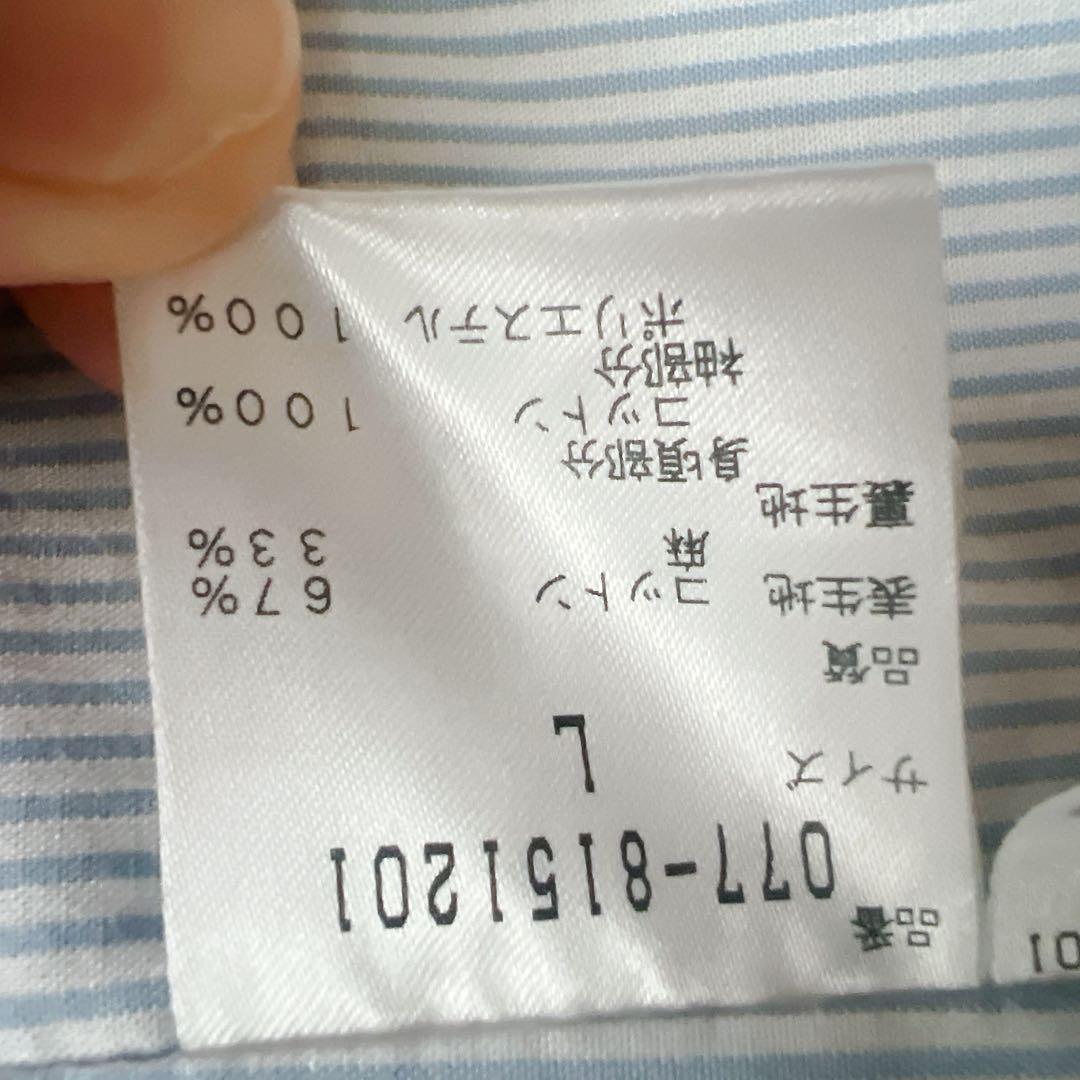 品番
077-8151201
サイズ L
品質
表生地 コットン 67%
麻 33%
裏生地
身頃部分
コットン 100%
袖部分
ポリエステル 100%
01